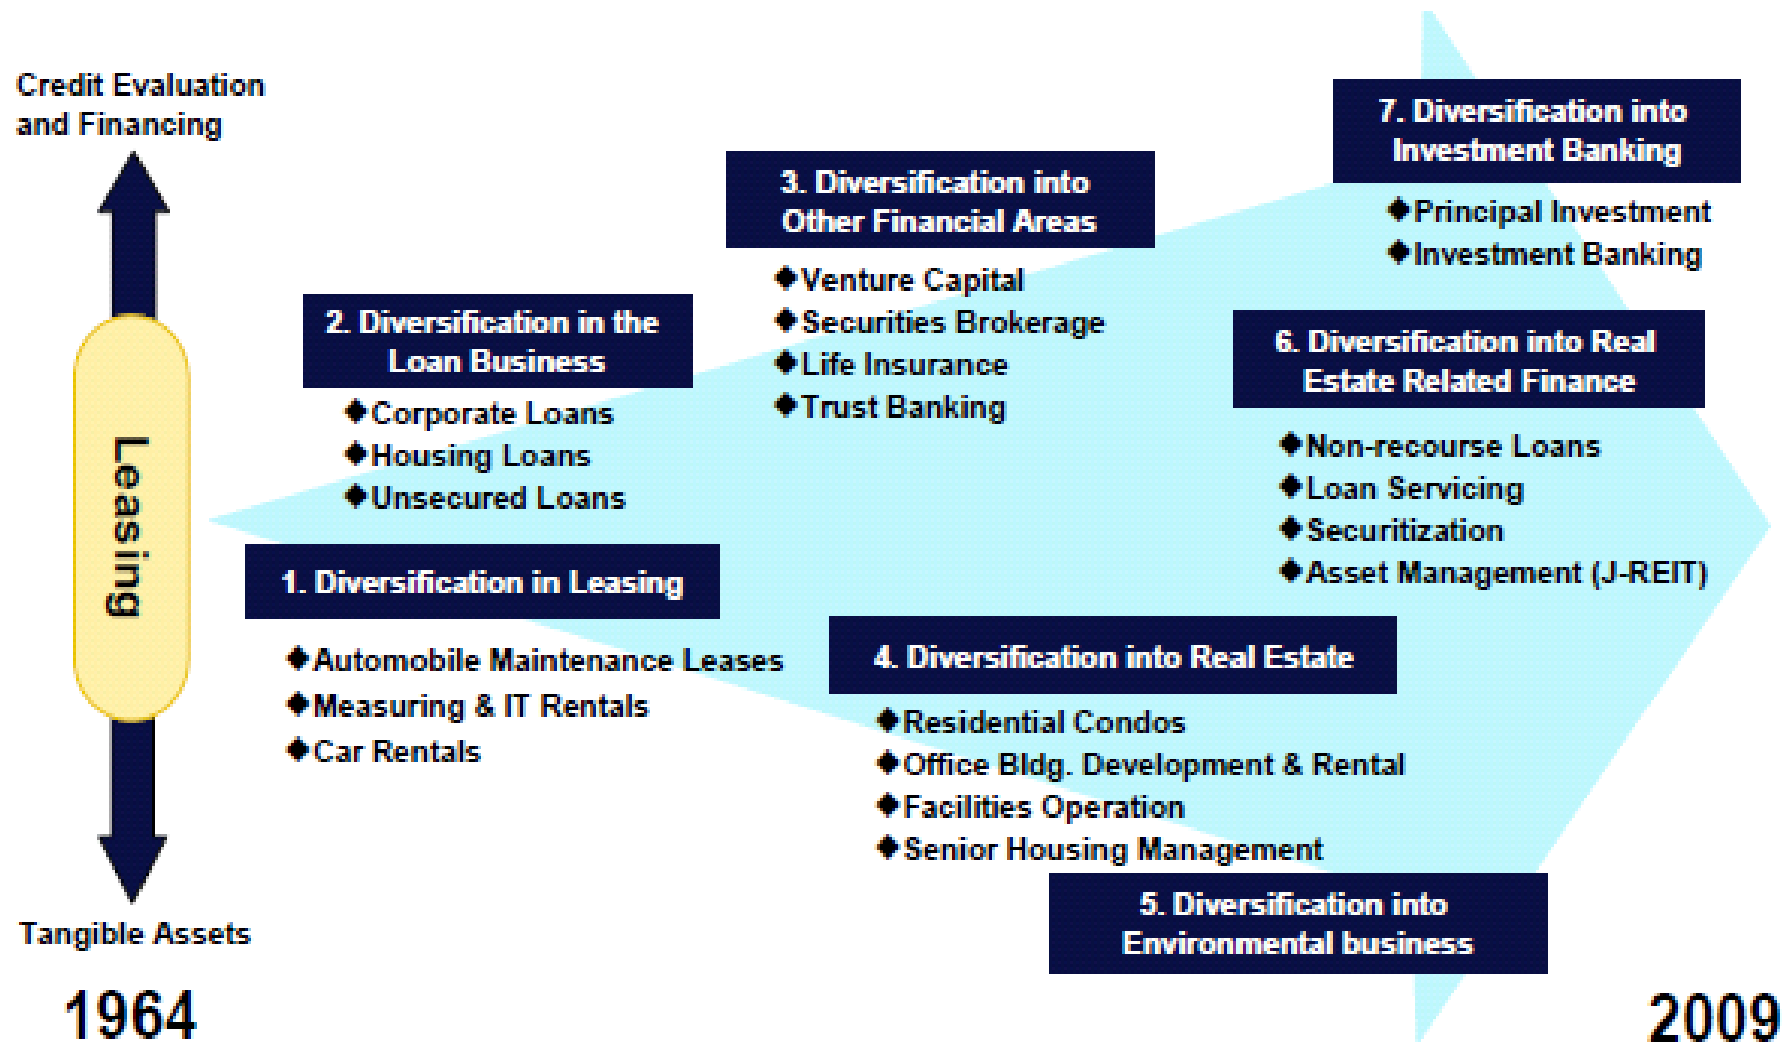 Credit Evaluation
and Financing
Leasing
Tangible Assets
1964
2. Diversification in the
Loan Business
◆Corporate Loans
◆Housing Loans
◆Unsecured Loans
1. Diversification in Leasing
◆Automobile Maintenance Leases
◆Measuring & IT Rentals
◆Car Rentals
3. Diversification into
Other Financial Areas
◆Venture Capital
◆Securities Brokerage
◆Life Insurance
◆Trust Banking
4. Diversification into Real Estate
◆Residential Condos
◆Office Bldg. Development & Rental
◆Facilities Operation
◆Senior Housing Management
5. Diversification into
Environmental business
7. Diversification into
Investment Banking
◆Principal Investment
◆Investment Banking
6. Diversification into Real
Estate Related Finance
◆Non-recourse Loans
◆Loan Servicing
◆Securitization
◆Asset Management (J-REIT)
2009